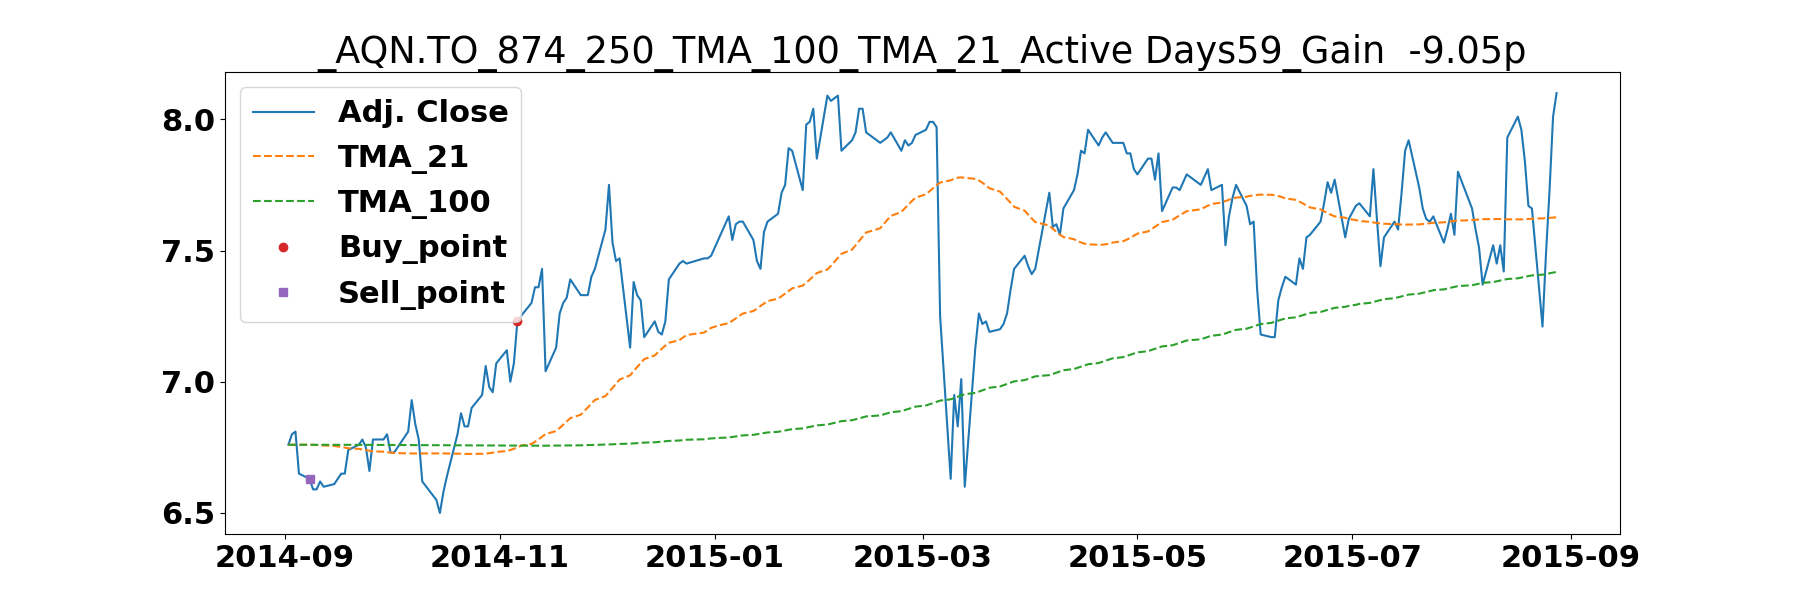 _AQN.TO_874_250_TMA_100_TMA_21_Active Days59_Gain  -9.05p
Adj. Close
TMA_21
TMA_100
Buy_point
Sell_point
8.0
7.5
7.0
6.5
2014-09 2014-11 2015-01 2015-03 2015-05 2015-07 2015-09